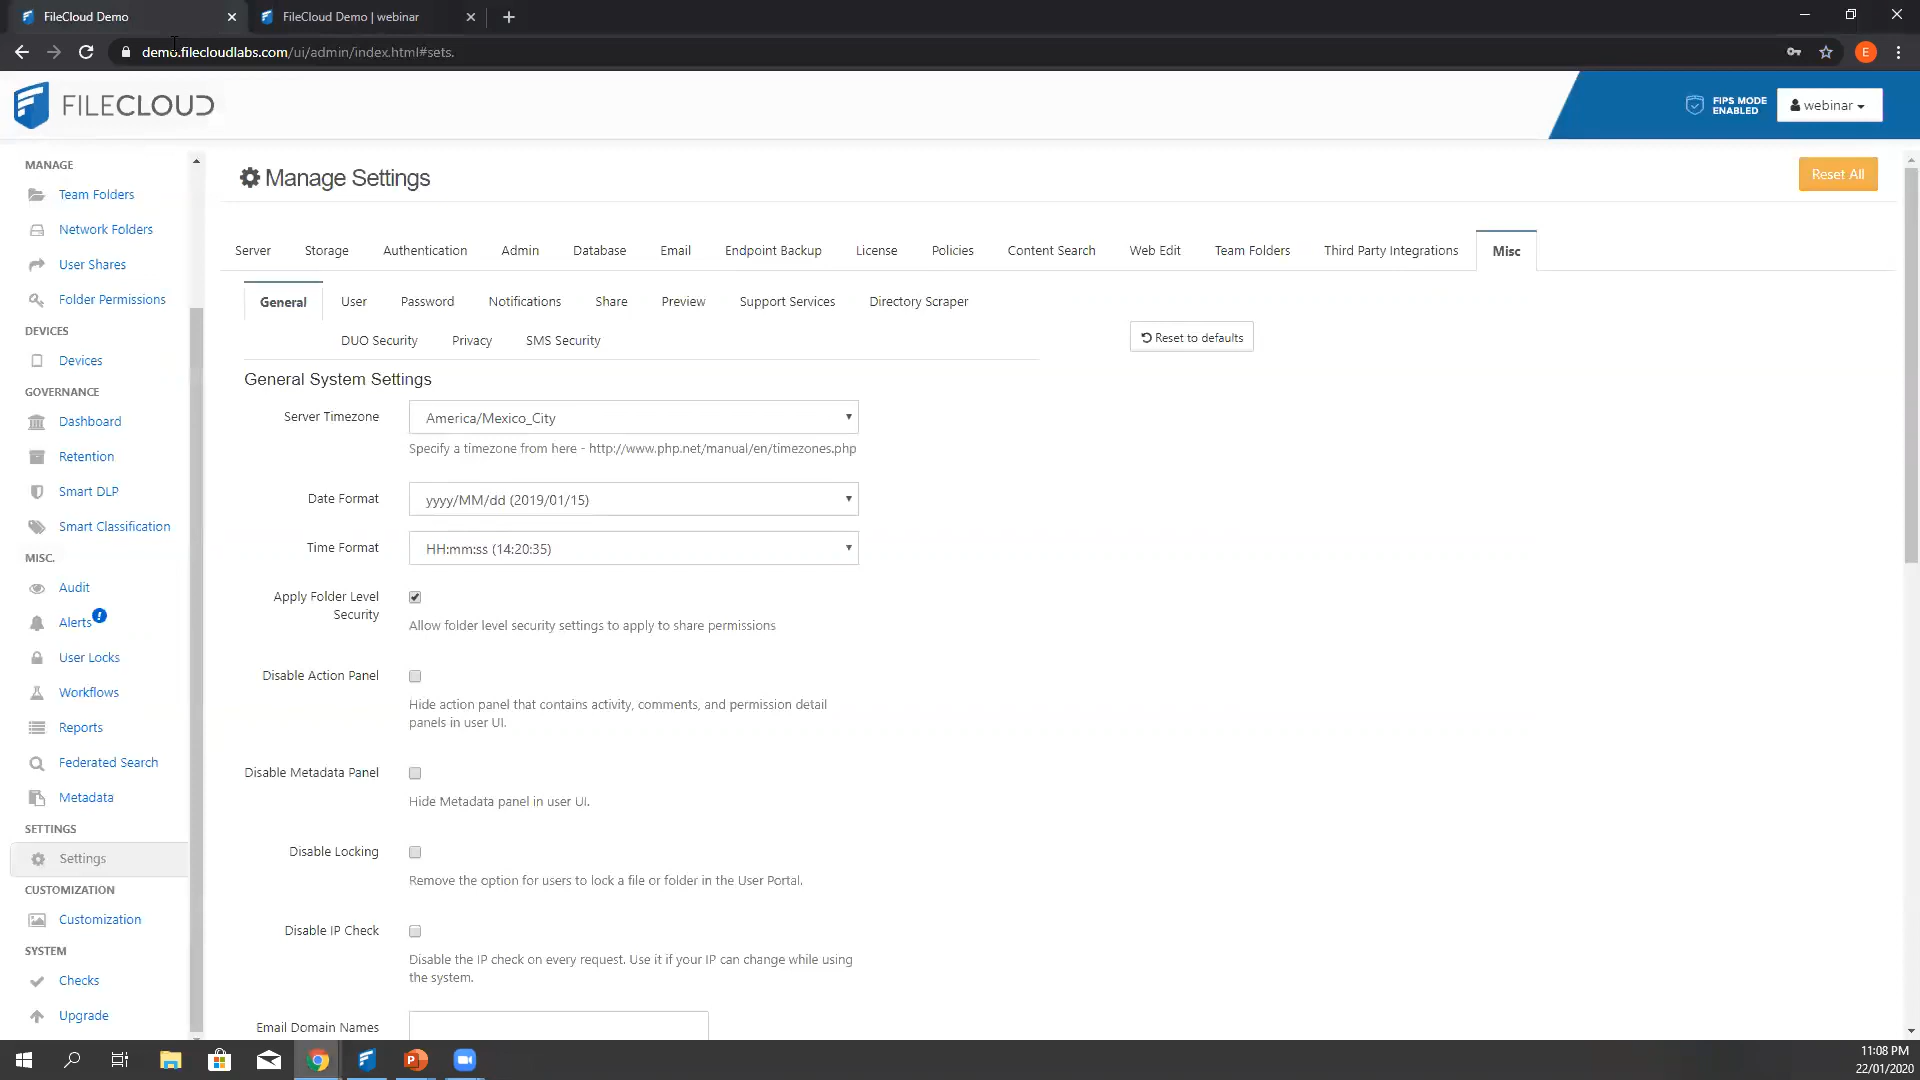 FileCloud Demo
FileCloud Demo | webinar
demo.filecloudlabs.com/ui/admin/index.html#sets.
E
FILECLOUD
FIPS MODE
ENABLED
webinar
MANAGE
Team Folders
Network Folders
User Shares
Folder Permissions
DEVICES
Devices
GOVERNANCE
Dashboard
Retention
Smart DLP
Smart Classification
MISC.
Audit
Alerts
User Locks
Workflows
Reports
Federated Search
Metadata
SETTINGS
Settings
CUSTOMIZATION
Customization
SYSTEM
Checks
Upgrade
Manage Settings
Reset All
Server Storage Authentication Admin Database Email Endpoint Backup License Policies Content Search Web Edit Team Folders Third Party Integrations Misc
General User Password Notifications Share Preview Support Services Directory Scraper
DUO Security Privacy SMS Security
Reset to defaults
General System Settings
Server Timezone America/Mexico_City
Specify a timezone from here - http://www.php.net/manual/en/timezones.php
Date Format yyyy/MM/dd (2019/01/15)
Time Format HH:mm:ss (14:20:35)
Apply Folder Level
Security
Allow folder level security settings to apply to share permissions
Disable Action Panel
Hide action panel that contains activity, comments, and permission detail
panels in user UI.
Disable Metadata Panel
Hide Metadata panel in user UI.
Disable Locking
Remove the option for users to lock a file or folder in the User Portal.
Disable IP Check
Disable the IP check on every request. Use it if your IP can change while using
the system.
Email Domain Names
11:08 PM
22/01/2020